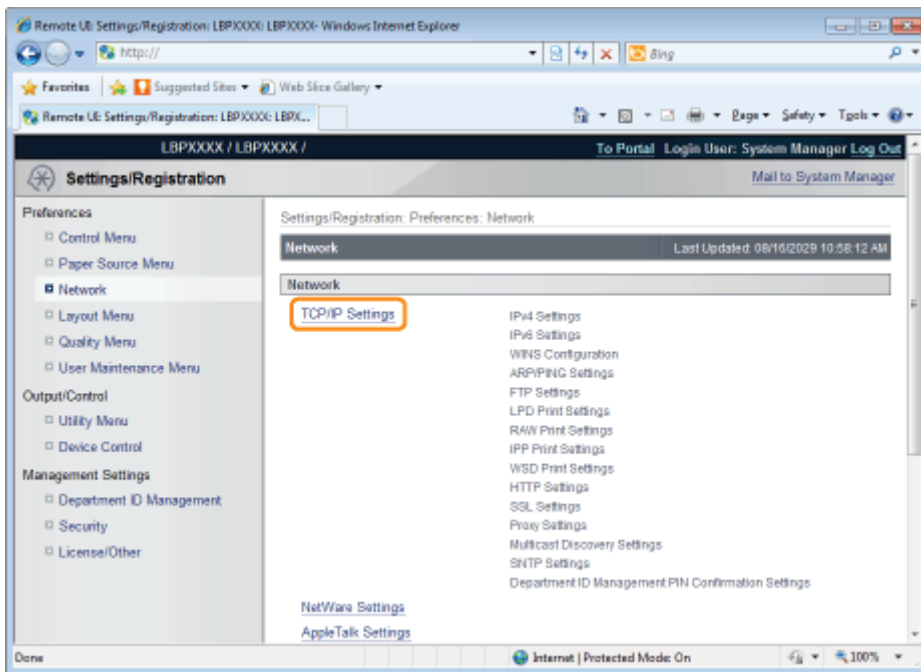 Remote UI: Settings/Registration: LBPXXXX: LBPXXXX- Windows Internet Explorer
http://
Bing
Favorites Suggested Sites Web Slice Gallery
Remote UI: Settings/Registration: LBPXXXX: LBPX... Page Safety Tools
LBPXXXX / LBPXXXX / To Portal Login User: System Manager Log Out
Settings/Registration Mail to System Manager
Preferences
Control Menu
Paper Source Menu
Network
Layout Menu
Quality Menu
User Maintenance Menu
Output/Control
Utility Menu
Device Control
Management Settings
Department ID Management
Security
License/Other
Settings/Registration: Preferences: Network
Network Last Updated: 08/16/2029 10:58:12 AM
Network
TCP/IP Settings
IPv4 Settings
IPv6 Settings
WINS Configuration
ARP/PING Settings
FTP Settings
LPD Print Settings
RAW Print Settings
IPP Print Settings
WSD Print Settings
HTTP Settings
SSL Settings
Proxy Settings
Multicast Discovery Settings
SNTP Settings
Department ID Management PIN Confirmation Settings
NetWare Settings
AppleTalk Settings
Done Internet | Protected Mode: On 100%